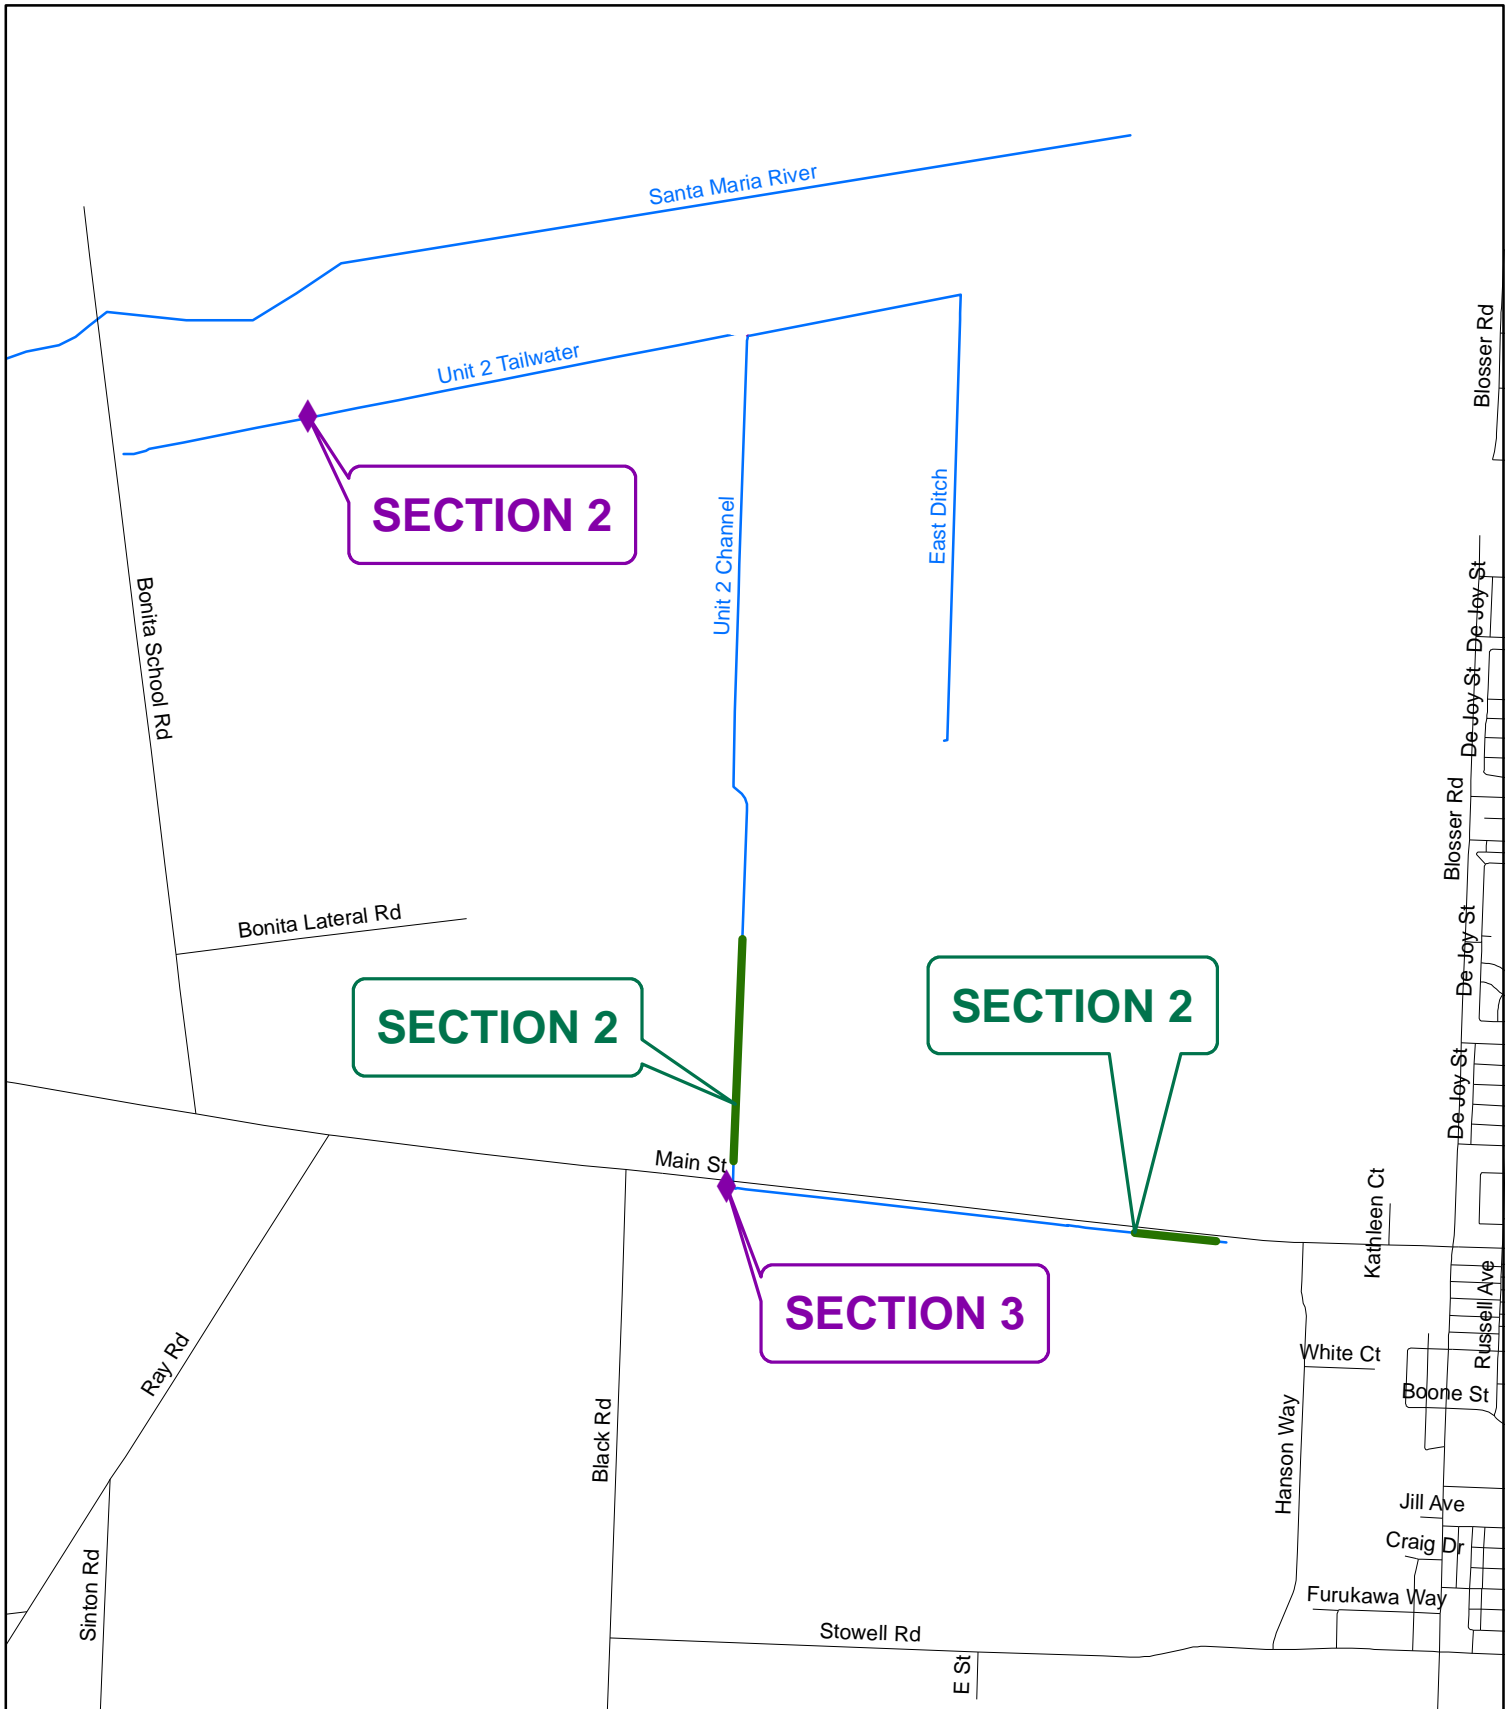 Santa Maria River
Blosser Rd
Unit 2 Tailwater
SECTION 2
Unit 2 Channel
East Ditch
Bonita School Rd
De Joy St
De Joy St
Blosser Rd
Bonita Lateral Rd
De Joy St
SECTION 2
SECTION 2
De Joy St
Main St
Kathleen Ct
SECTION 3
Russell Ave
White Ct
Ray Rd
Boone St
Black Rd
Hanson Way
Jill Ave
Craig Dr
Sinton Rd
Furukawa Way
Stowell Rd
E St